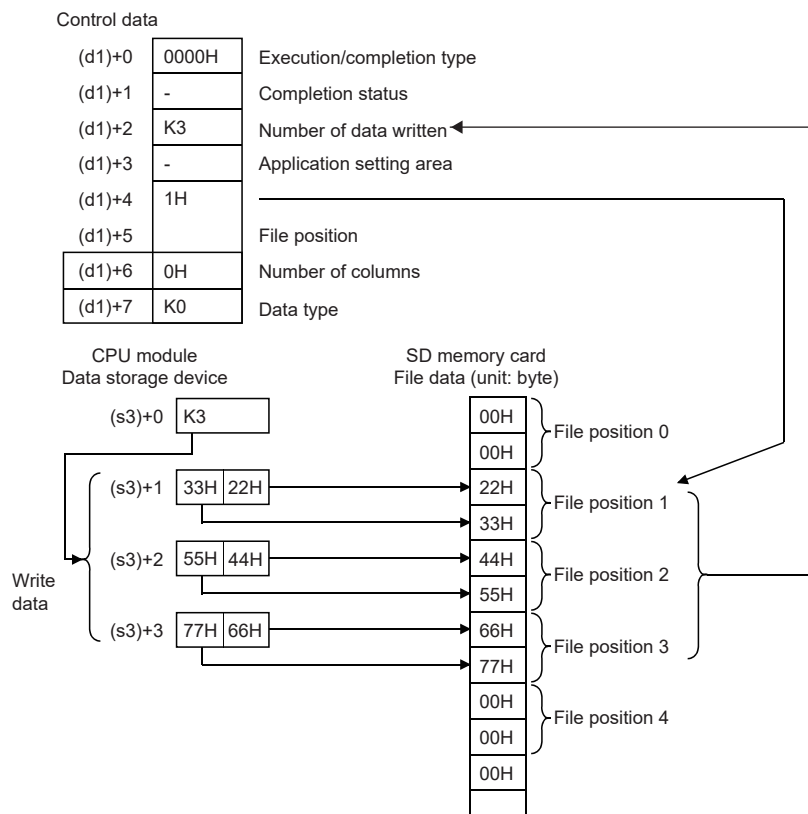 Control data
(d1)+0 0000H Execution/completion type
(d1)+1 - Completion status
(d1)+2 K3 Number of data written
(d1)+3 - Application setting area
(d1)+4 1H
(d1)+5 File position
(d1)+6 0H Number of columns
(d1)+7 K0 Data type
CPU module
Data storage device
SD memory card
File data (unit: byte)
(s3)+0 K3
00H
00H
File position 0
(s3)+1 33H 22H
22H
33H
File position 1
(s3)+2 55H 44H
44H
55H
File position 2
Write
data
(s3)+3 77H 66H
66H
77H
File position 3
00H
00H
File position 4
00H